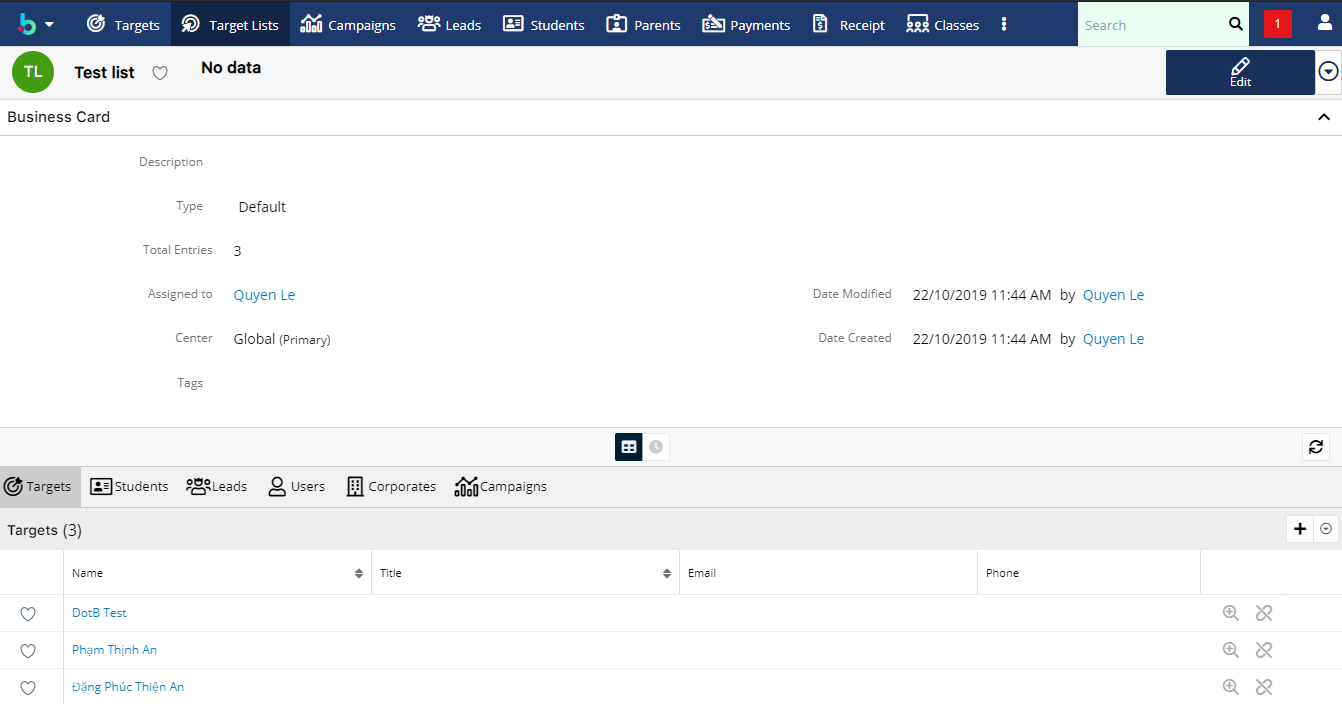 Targets Target Lists Campaigns Leads Students Parents Payments Receipt Classes Search 1
TL Test list No data Edit
Business Card
Description
Type Default
Total Entries 3
Assigned to Quyen Le Date Modified 22/10/2019 11:44 AM by Quyen Le
Center Global (Primary) Date Created 22/10/2019 11:44 AM by Quyen Le
Tags
Targets Students Leads Users Corporates Campaigns
Targets (3)
Name Title Email Phone
DotB Test
Phạm Thịnh An
Đặng Phúc Thiện An